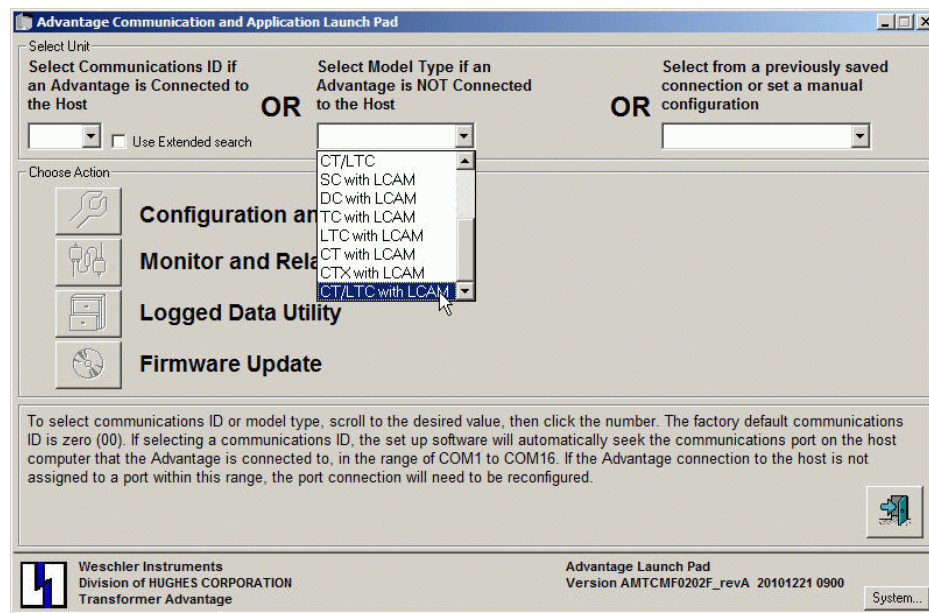 Advantage Communication and Application Launch Pad
Select Unit
Select Communications ID if
an Advantage is Connected to
the Host
OR
Select Model Type if an
Advantage is NOT Connected
to the Host
OR
Select from a previously saved
connection or set a manual
configuration
Use Extended search
CT/LTC
SC with LCAM
DC with LCAM
TC with LCAM
LTC with LCAM
CT with LCAM
CTX with LCAM
CT/LTC with LCAM
Choose Action
Configuration an
Monitor and Rela
Logged Data Utility
Firmware Update
To select communications ID or model type, scroll to the desired value, then click the number. The factory default communications
ID is zero (00). If selecting a communications ID, the set up software will automatically seek the communications port on the host
computer that the Advantage is connected to, in the range of COM1 to COM16. If the Advantage connection to the host is not
assigned to a port within this range, the port connection will need to be reconfigured.
Weschler Instruments
Division of HUGHES CORPORATION
Transformer Advantage
Advantage Launch Pad
Version AMTCMF0202F_revA 20101221 0900
System...